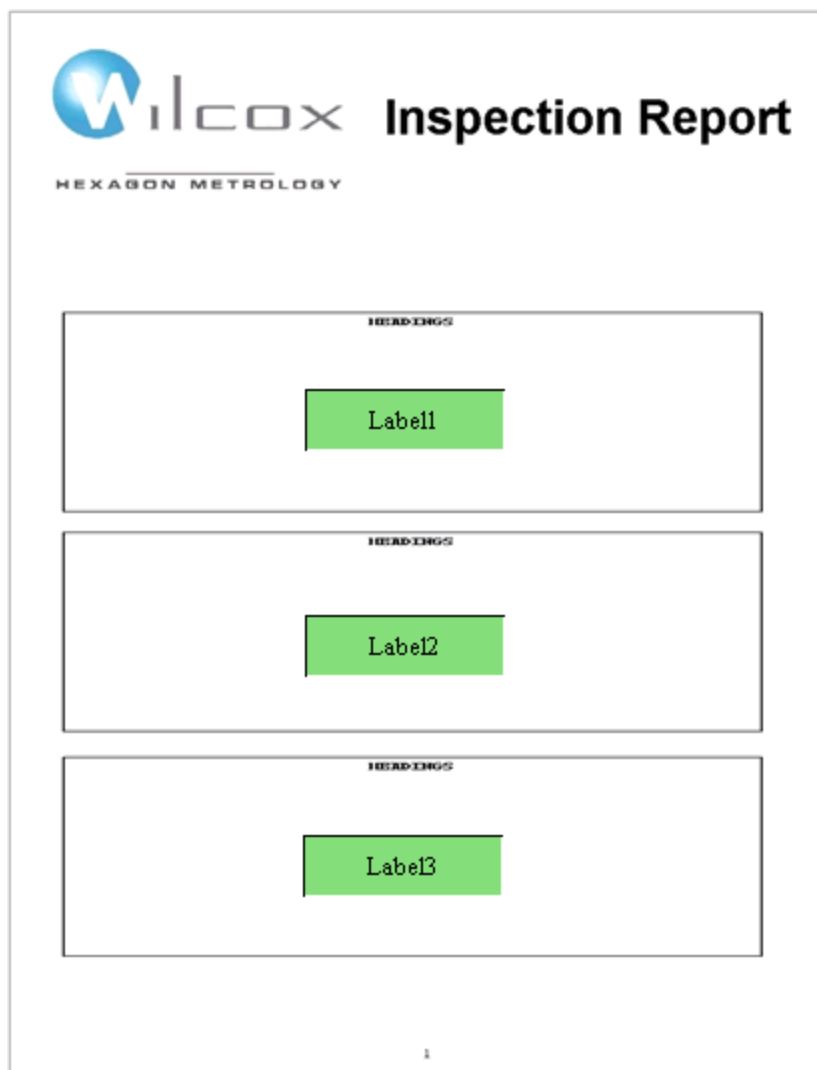 Wilcox
Inspection Report
HEXAGON METROLOGY
HEADINGS
Label1
HEADINGS
Label2
HEADINGS
Label3
1